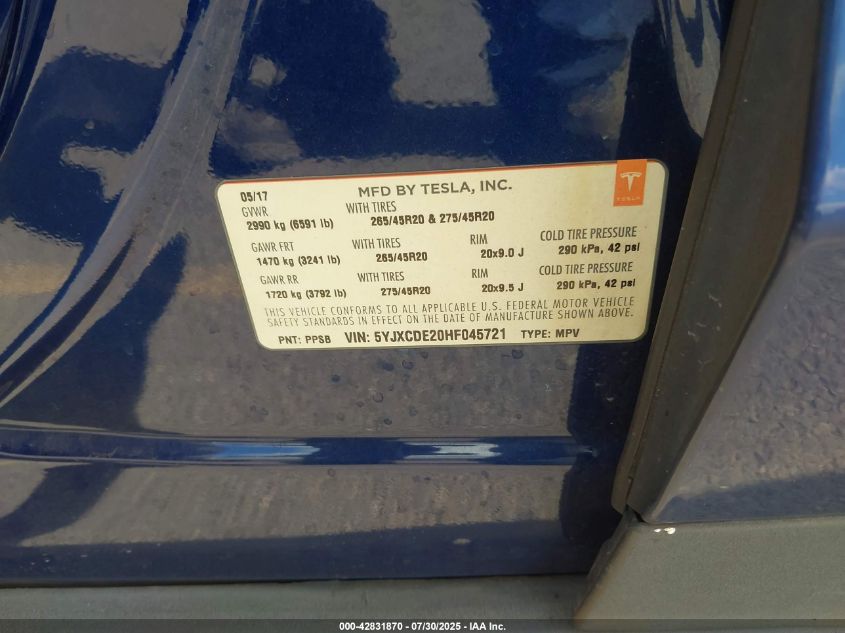 05/17
MFD BY TESLA, INC.
TESLA
GVWR
2990 kg (6591 lb)
WITH TIRES
265/45R20 & 275/45R20
GAWR FRT
1470 kg (3241 lb)
WITH TIRES
265/45R20
RIM
20x9.0 J
COLD TIRE PRESSURE
290 kPa, 42 psi
GAWR RR
1720 kg (3792 lb)
WITH TIRES
275/45R20
RIM
20x9.5 J
COLD TIRE PRESSURE
290 kPa, 42 psi
THIS VEHICLE CONFORMS TO ALL APPLICABLE U.S. FEDERAL MOTOR VEHICLE
SAFETY STANDARDS IN EFFECT ON THE DATE OF MANUFACTURE SHOWN ABOVE.
PNT: PPSB VIN: 5YJXCDE20HF045721 TYPE: MPV
000-42831870 - 07/30/2025 - IAA Inc.